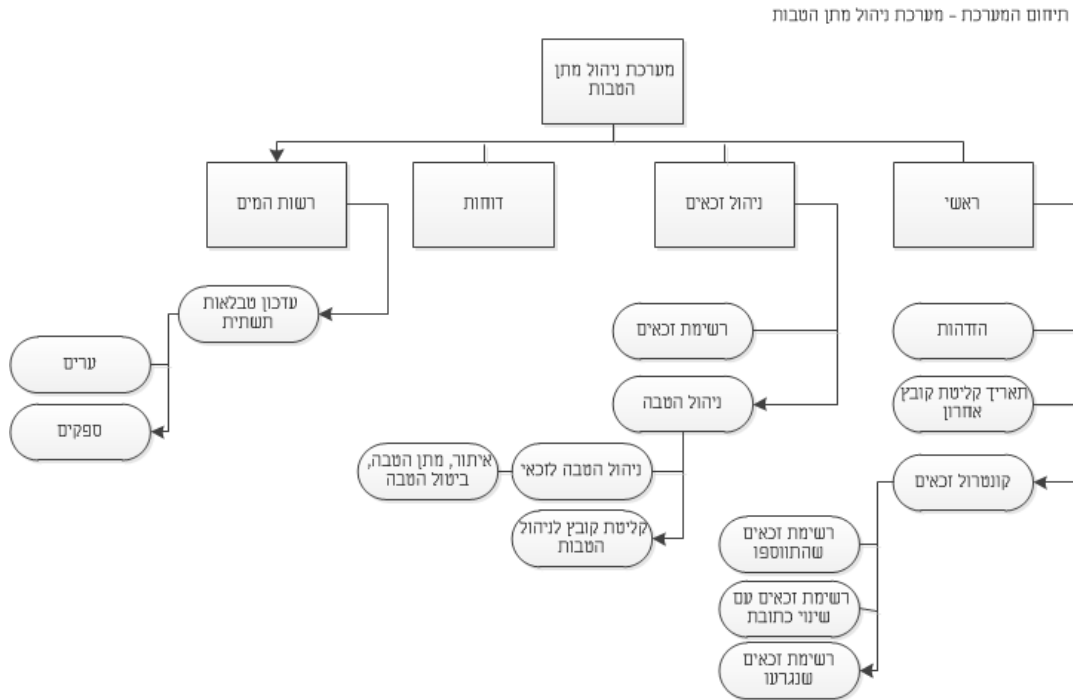 תיחום המערכת - מערכת ניהול מתן הטבות
מערכת ניהול מתן
הטבות
ראשי
ניהול זכאים
דוחות
רשות המים
הזדהות
תאריך קליטת קובץ
אחרון
קונטרול זכאים
רשימת זכאים
שהתווספו
רשימת זכאים עם
שינוי כתובת
רשימת זכאים
שנגרעו
רשימת זכאים
ניהול הטבה
ניהול הטבה לזכאי
איתור, מתן הטבה,
ביטול הטבה
קליטת קובץ לניהול
הטבות
עדכון טבלאות
תשתית
ערים
ספקים